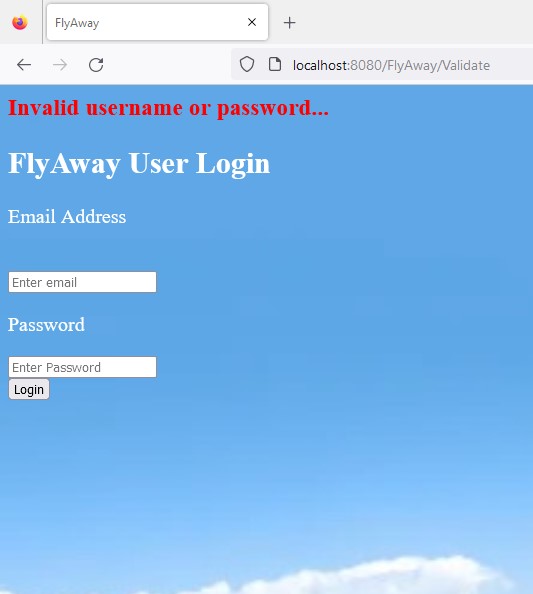 FlyAway
localhost:8080/FlyAway/Validate
Invalid username or password...
FlyAway User Login
Email Address
Enter email
Password
Enter Password
Login